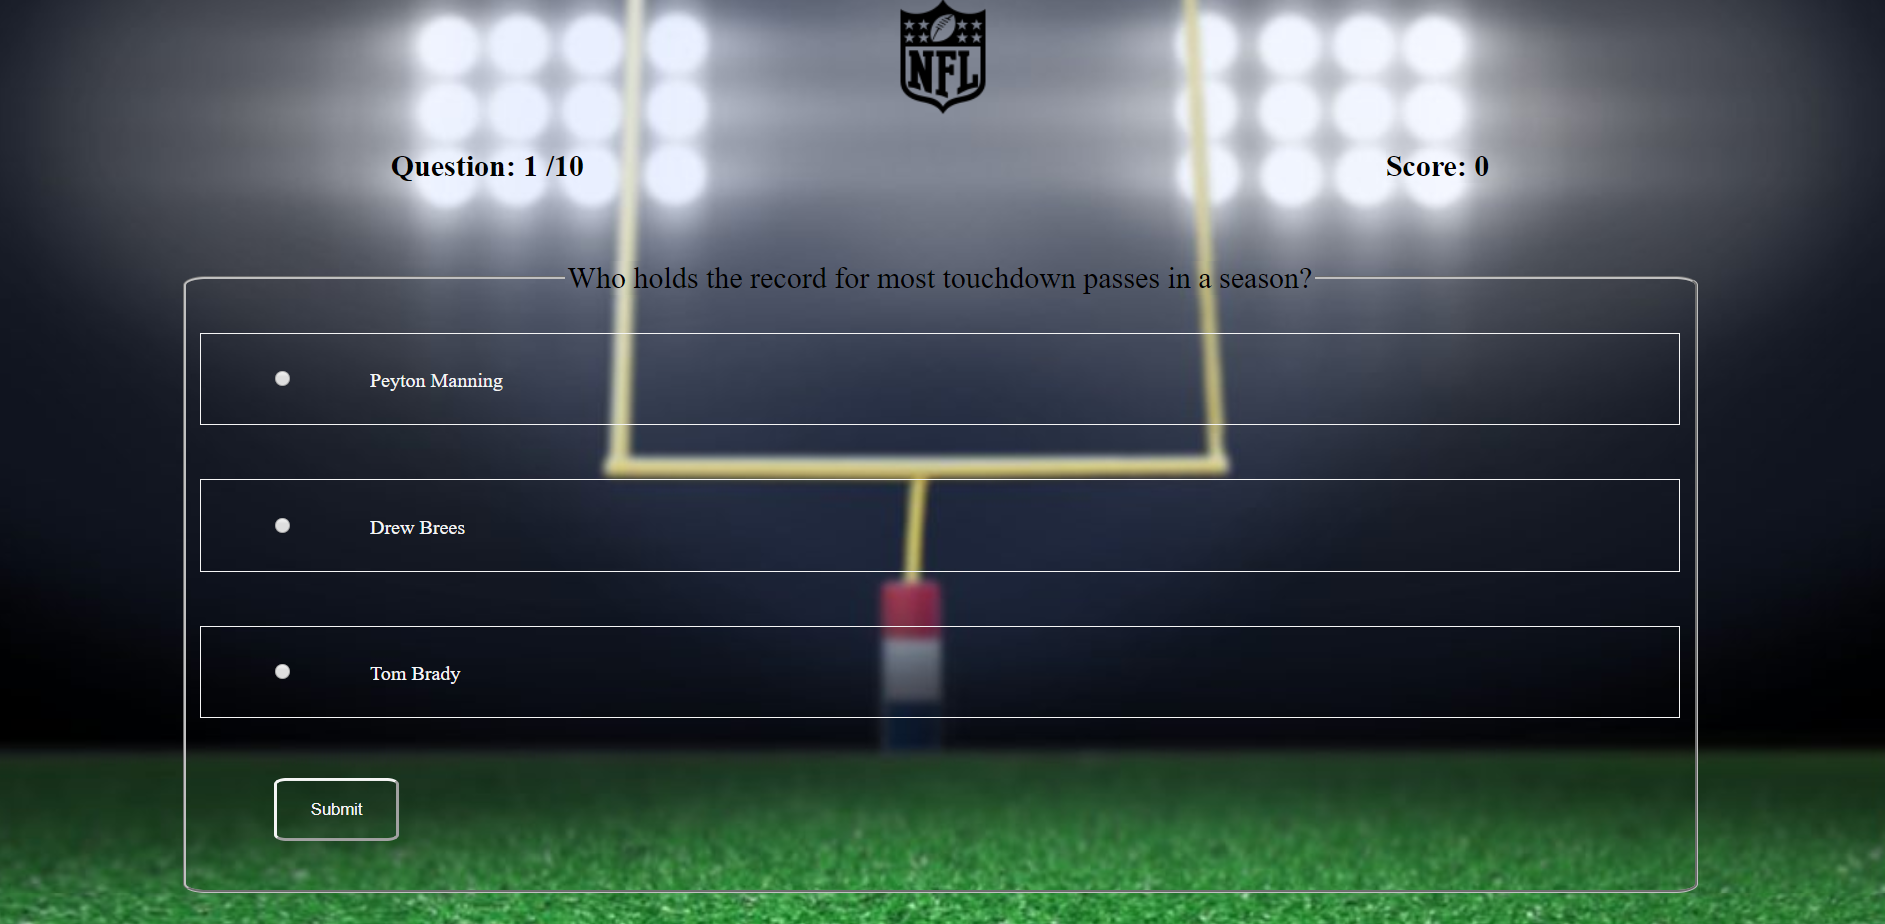 NFL
Question: 1 /10
Score: 0
Who holds the record for most touchdown passes in a season?
Peyton Manning
Drew Brees
Tom Brady
Submit